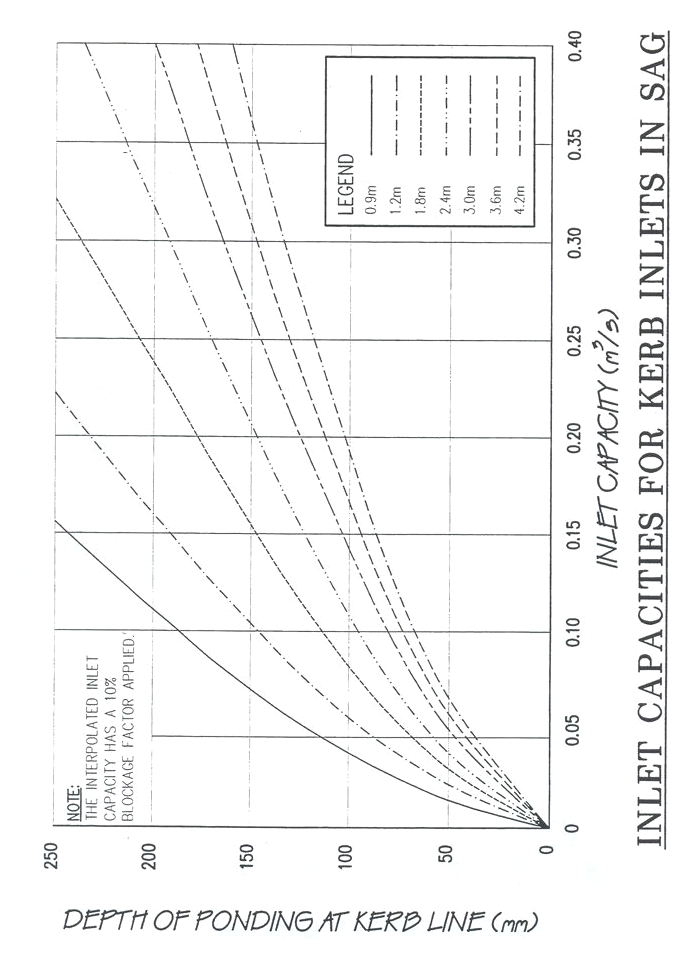 DEPTH OF PONDING AT KERB LINE (mm)
250
200
150
100
50
0
NOTE:
THE INTERPOLATED INLET
CAPACITY HAS A 10%
BLOCKAGE FACTOR APPLIED.
LEGEND
0.9m
1.2m
1.8m
2.4m
3.0m
3.6m
4.2m
0
0.05
0.10
0.15
0.20
0.25
0.30
0.35
0.40
INLET CAPACITY (m³/s)
INLET CAPACITIES FOR KERB INLETS IN SAG